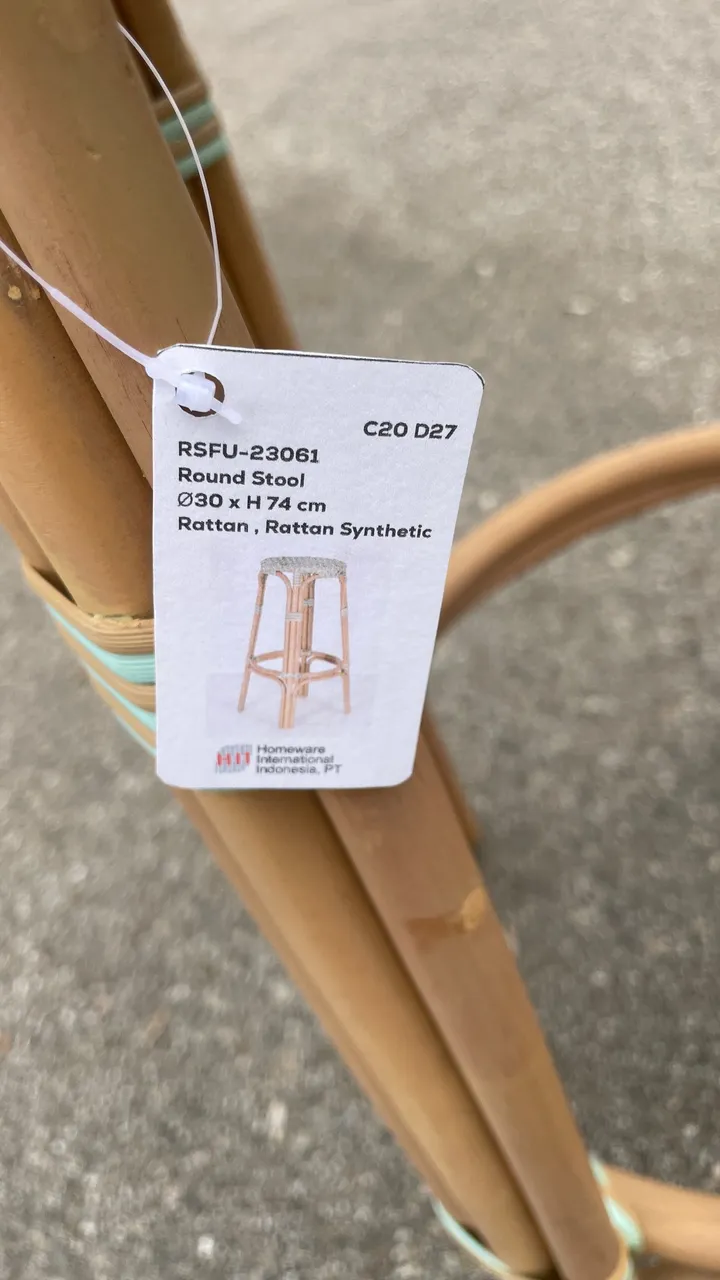 C20 D27
RSFU-23061
Round Stool
Ø30 x H 74 cm
Rattan , Rattan Synthetic
HII
Homeware
International
Indonesia, PT